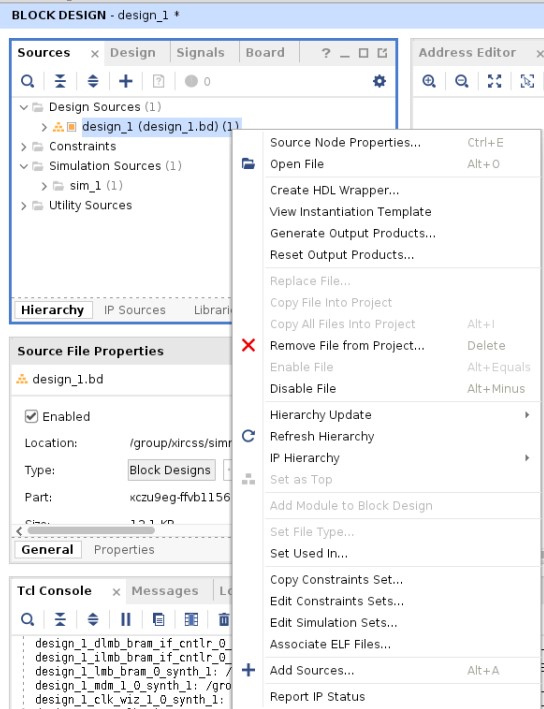 BLOCK DESIGN - design_1 *
Sources × Design Signals Board ? _
Address Editor ×
0
Design Sources (1)
design_1 (design_1.bd) (1)
Constraints
Simulation Sources (1)
sim_1 (1)
Utility Sources
Hierarchy IP Sources Librari
Source Node Properties... Ctrl+E
Open File Alt+O
Create HDL Wrapper...
View Instantiation Template
Generate Output Products...
Reset Output Products...
Replace File...
Copy File Into Project
Copy All Files Into Project Alt+I
Remove File from Project... Delete
Enable File Alt+Equals
Disable File Alt+Minus
Hierarchy Update
Refresh Hierarchy
IP Hierarchy
Set as Top
Add Module to Block Design
Set File Type...
Set Used In...
Copy Constraints Set...
Edit Constraints Sets...
Edit Simulation Sets...
Associate ELF Files...
Add Sources... Alt+A
Report IP Status
Source File Properties
design_1.bd
Enabled
Location: /group/xircss/simr
Type: Block Designs
Part: xczu9eg-ffvb1156
Size: 12.1 KB
General Properties
Tcl Console × Messages Lo
design_1_dlmb_bram_if_cntlr_0_
design_1_ilmb_bram_if_cntlr_0_
design_1_lmb_bram_0_synth_1: /
design_1_mdm_1_0_synth_1: /gro
design_1_clk_wiz_1_0_synth_1: